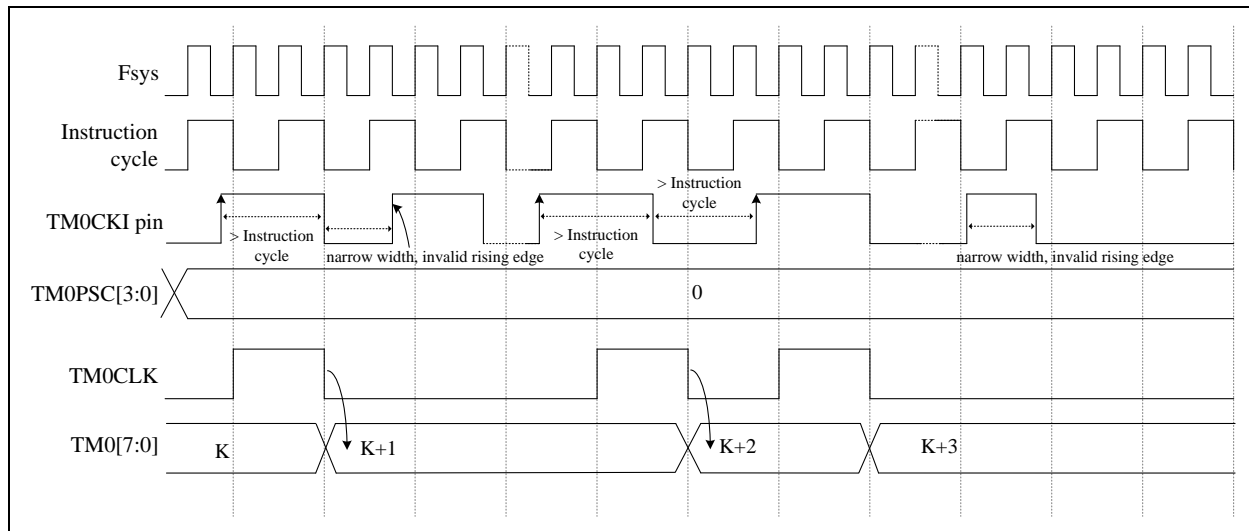 Fsys
Instruction
cycle
> Instruction
cycle
TM0CKI pin
> Instruction
cycle
narrow width, invalid rising edge
> Instruction
cycle
narrow width, invalid rising edge
TM0PSC[3:0]
0
TM0CLK
TM0[7:0]
K
K+1
K+2
K+3